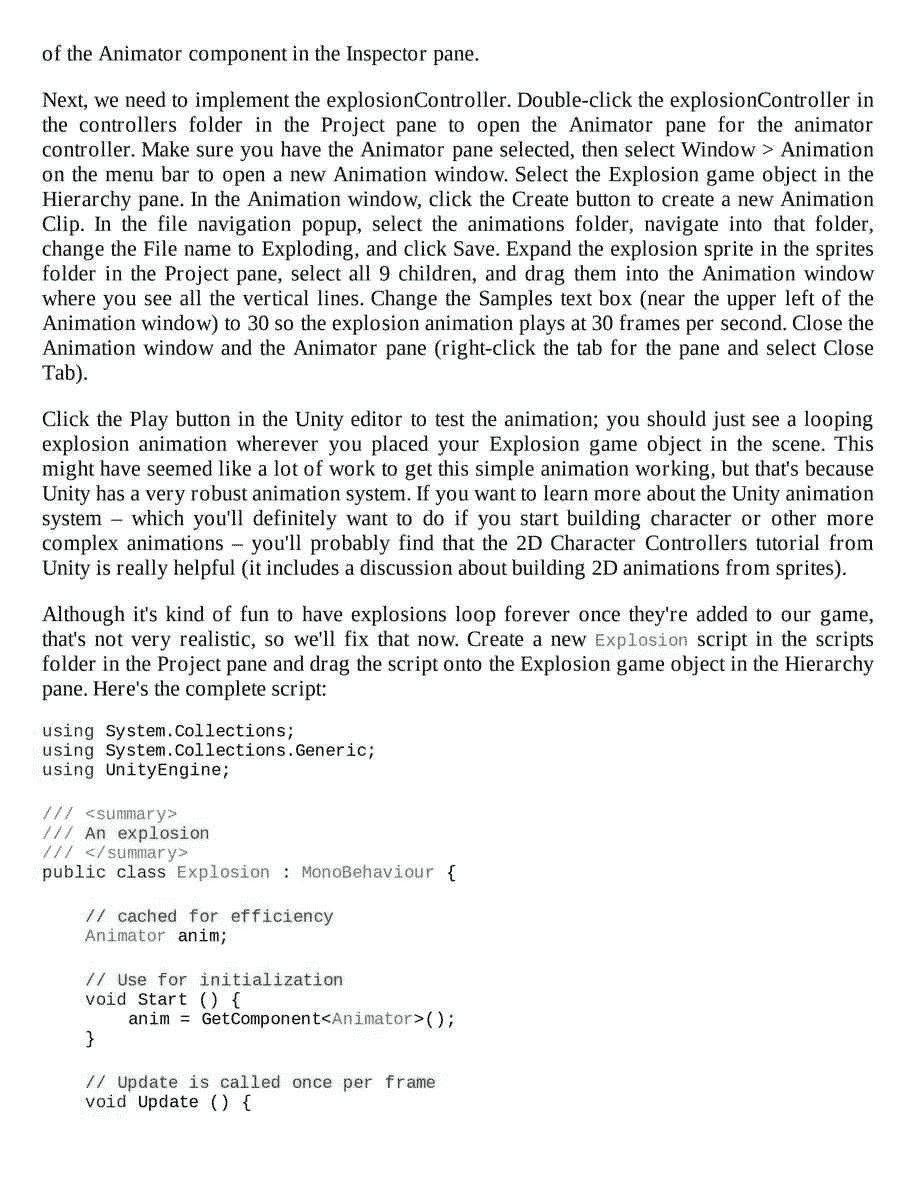 of the Animator component in the Inspector pane.
Next, we need to implement the explosionController. Double-click the explosionController in
the controllers folder in the Project pane to open the Animator pane for the animator
controller. Make sure you have the Animator pane selected, then select Window > Animation
on the menu bar to open a new Animation window. Select the Explosion game object in the
Hierarchy pane. In the Animation window, click the Create button to create a new Animation
Clip. In the file navigation popup, select the animations folder, navigate into that folder,
change the File name to Exploding, and click Save. Expand the explosion sprite in the sprites
folder in the Project pane, select all 9 children, and drag them into the Animation window
where you see all the vertical lines. Change the Samples text box (near the upper left of the
Animation window) to 30 so the explosion animation plays at 30 frames per second. Close the
Animation window and the Animator pane (right-click the tab for the pane and select Close
Tab).
Click the Play button in the Unity editor to test the animation; you should just see a looping
explosion animation wherever you placed your Explosion game object in the scene. This
might have seemed like a lot of work to get this simple animation working, but that's because
Unity has a very robust animation system. If you want to learn more about the Unity animation
system – which you'll definitely want to do if you start building character or other more
complex animations – you'll probably find that the 2D Character Controllers tutorial from
Unity is really helpful (it includes a discussion about building 2D animations from sprites).
Although it's kind of fun to have explosions loop forever once they're added to our game,
that's not very realistic, so we'll fix that now. Create a new Explosion script in the scripts
folder in the Project pane and drag the script onto the Explosion game object in the Hierarchy
pane. Here's the complete script:
using System.Collections;
using System.Collections.Generic;
using UnityEngine;
/// <summary>
/// An explosion
/// </summary>
public class Explosion : MonoBehaviour {
    // cached for efficiency
    Animator anim;
    // Use for initialization
    void Start () {
        anim = GetComponent<Animator>();
    }
    // Update is called once per frame
    void Update () {